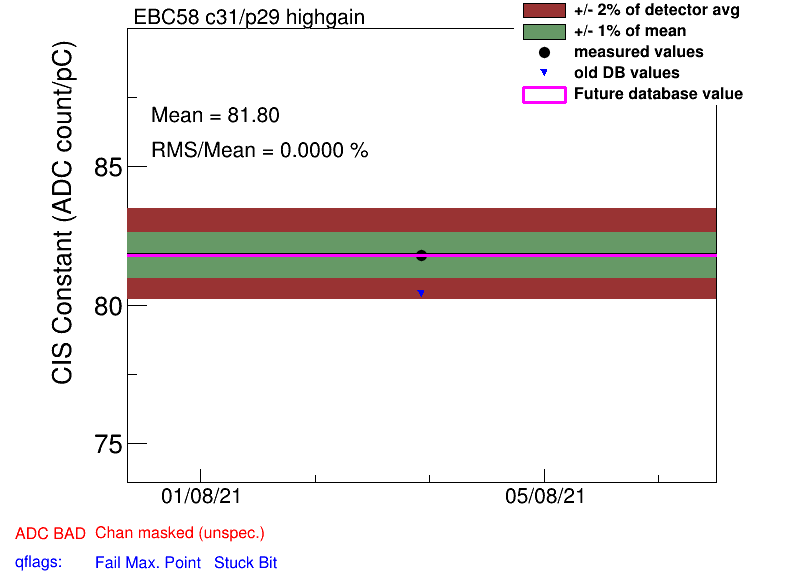 EBC58 c31/p29 highgain
+/- 2% of detector avg
+/- 1% of mean
measured values
old DB values
Future database value
Mean = 81.80
RMS/Mean = 0.0000 %
CIS Constant (ADC count/pC)
85
80
75
01/08/21 05/08/21
ADC BAD Chan masked (unspec.)
qflags: Fail Max. Point Stuck Bit